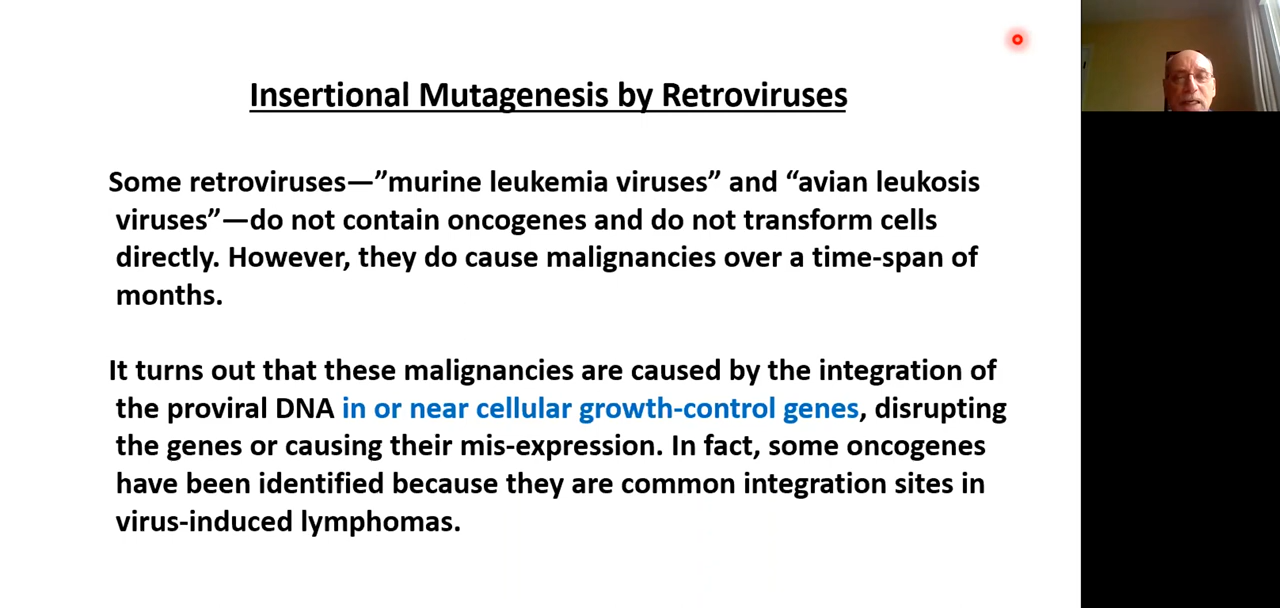 Insertional Mutagenesis by Retroviruses
Some retroviruses—”murine leukemia viruses” and “avian leukosis
viruses”—do not contain oncogenes and do not transform cells
directly. However, they do cause malignancies over a time-span of
months.
It turns out that these malignancies are caused by the integration of
the proviral DNA in or near cellular growth-control genes, disrupting
the genes or causing their mis-expression. In fact, some oncogenes
have been identified because they are common integration sites in
virus-induced lymphomas.